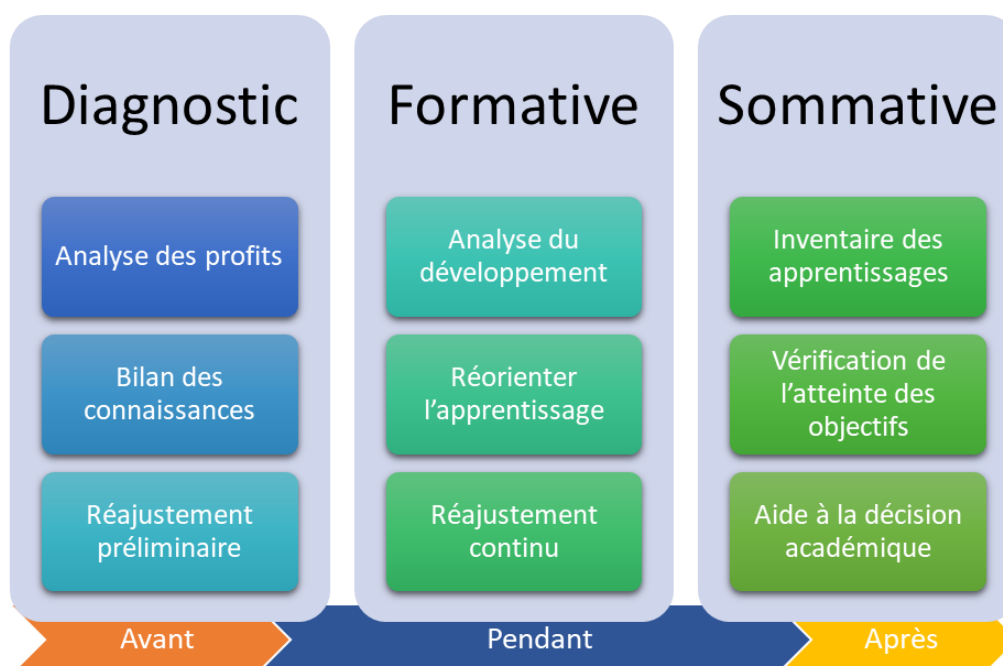 Diagnostic
Analyse des profits
Bilan des
connaissances
Réajustement
préliminaire
Formative
Analyse du
développement
Réorienter
l’apprentissage
Réajustement
continu
Sommative
Inventaire des
apprentissages
Vérification de
l’atteinte des
objectifs
Aide à la décision
académique
Avant
Pendant
Après